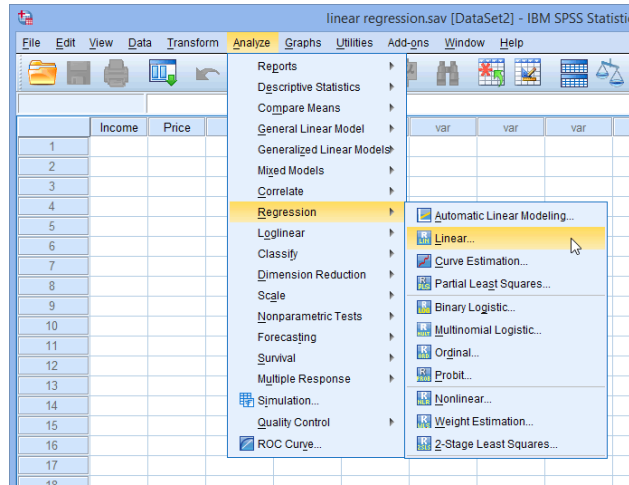 linear regression.sav [DataSet2] - IBM SPSS Statisti
File Edit View Data Transform Analyze Graphs Utilities Add-ons Window Help
Reports
Descriptive Statistics
Compare Means
Income Price General Linear Model var var var
1 Generalized Linear Models
2 Mixed Models
3 Correlate
4 Regression Automatic Linear Modeling...
5 Loglinear Linear...
6 Classify Curve Estimation...
7 Dimension Reduction Partial Least Squares...
8 Scale Binary Logistic...
9 Nonparametric Tests Multinomial Logistic...
10 Forecasting Ordinal...
11 Survival Probit...
12 Multiple Response Nonlinear...
13 Simulation... Weight Estimation...
14 Quality Control 2-Stage Least Squares...
15 ROC Curve...
16
17
18